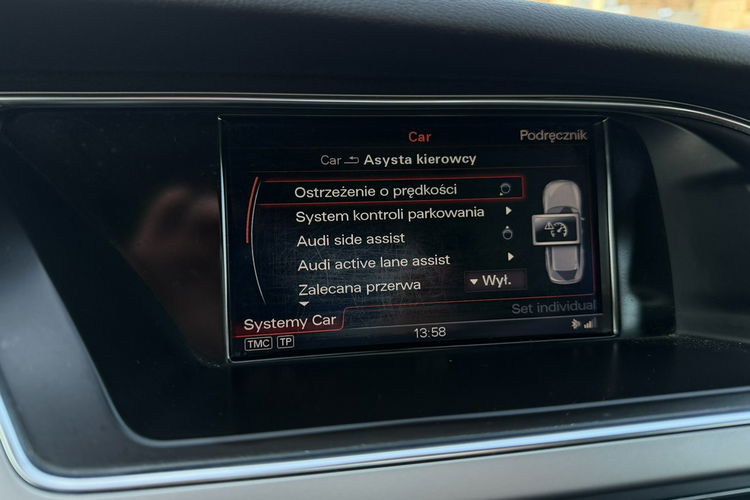 Car
Podręcznik
Car Asysta kierowcy
Ostrzeżenie o prędkości
System kontroli parkowania
Audi side assist
Audi active lane assist
Zalecana przerwa Wył.
Set individual
Systemy Car
TMC TP
13:58